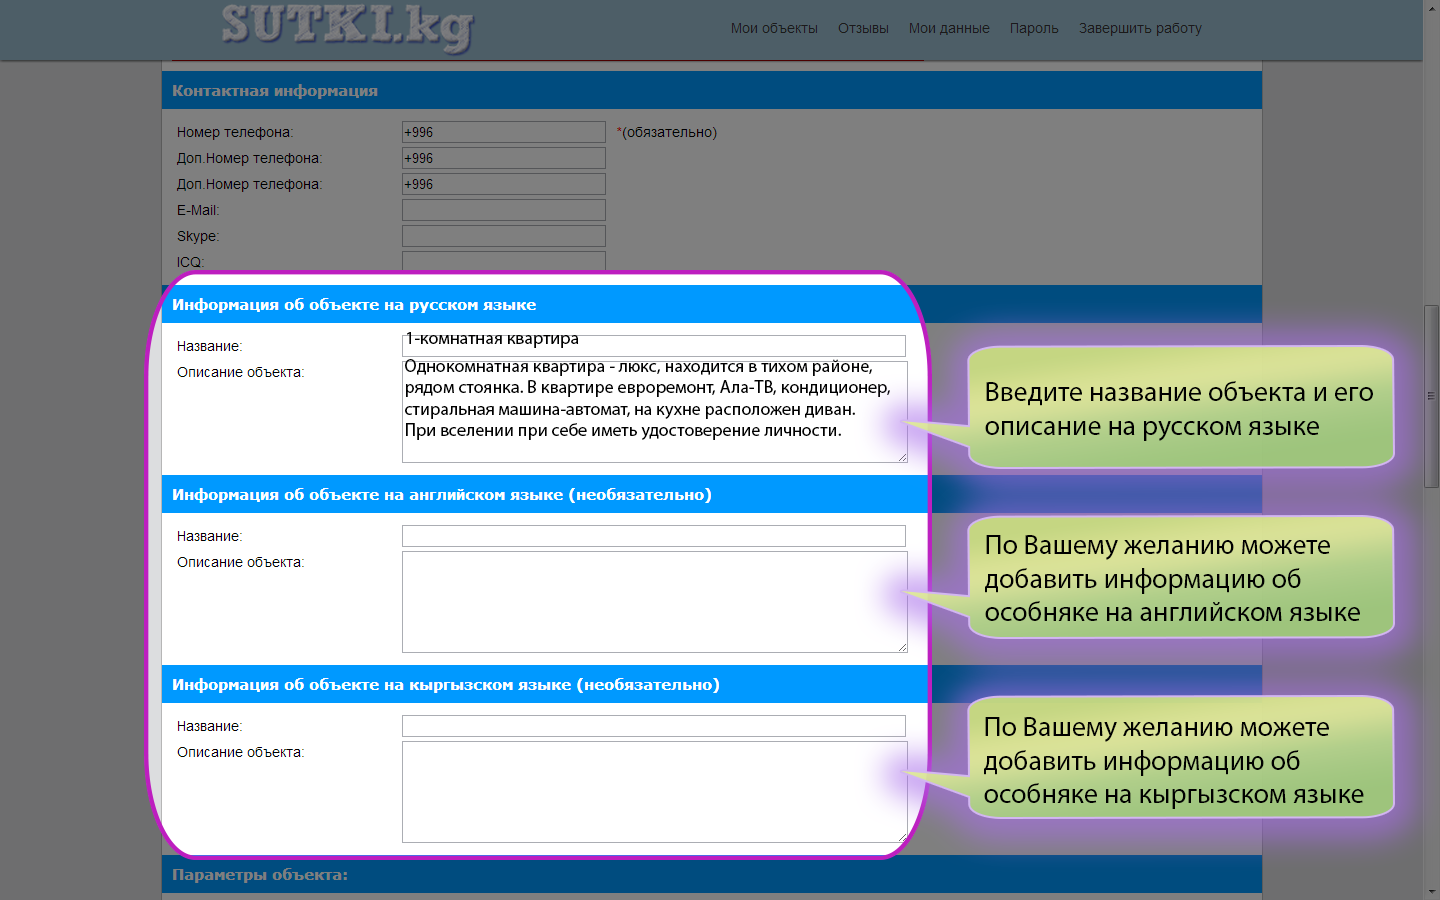 SUTKI.kg
Мои объекты Отзывы Мои данные Пароль Завершить работу
Контактная информация
Номер телефона: +996 *(обязательно)
Доп.Номер телефона: +996
Доп.Номер телефона: +996
E-Mail:
Skype:
ICQ:
Информация об объекте на русском языке
Название: 1-комнатная квартира
Описание объекта: Однокомнатная квартира - люкс, находится в тихом районе,
рядом стоянка. В квартире евроремонт, Ала-ТВ, кондиционер,
стиральная машина-автомат, на кухне расположен диван.
При вселении при себе иметь удостоверение личности.
Введите название объекта и его
описание на русском языке
Информация об объекте на английском языке (необязательно)
Название:
Описание объекта:
По Вашему желанию можете
добавить информацию об
особняке на английском языке
Информация об объекте на кыргызском языке (необязательно)
Название:
Описание объекта:
По Вашему желанию можете
добавить информацию об
особняке на кыргызском языке
Параметры объекта: